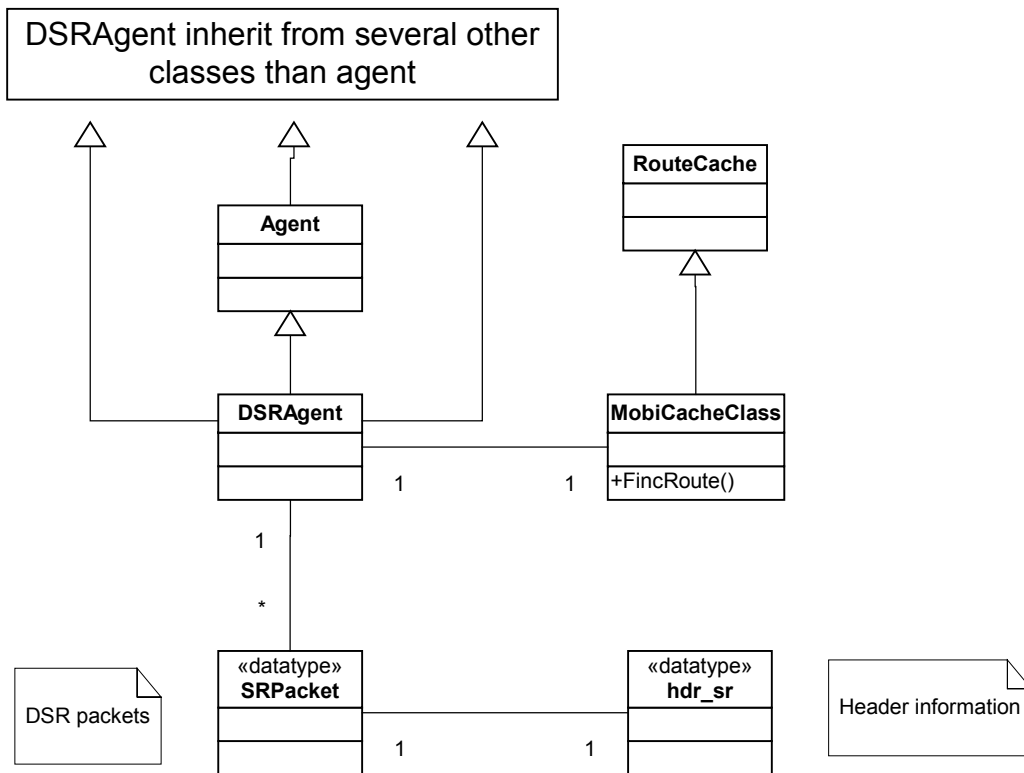 DSRAgent inherit from several other
classes than agent
RouteCache
Agent
DSRAgent
MobiCacheClass
+FincRoute()
1
1
1
*
«datatype»
SRPacket
«datatype»
hdr_sr
DSR packets
Header information
1
1